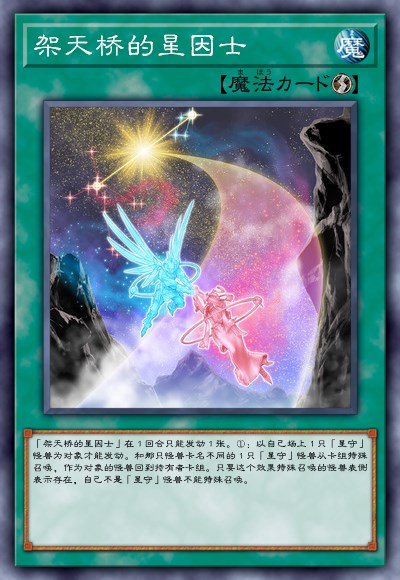 架天桥的星因士
魔
【魔法カード】
まほう
「架天桥的星因士」在1回合只能发动1张。①：以自己场上1只「星守」
怪兽为对象才能发动。和那只怪兽卡名不同的1只「星守」怪兽从卡组特殊
召唤，作为对象的怪兽回到持有者卡组。只要这个效果特殊召唤的怪兽表侧
表示存在，自己不是「星守」怪兽不能特殊召唤。